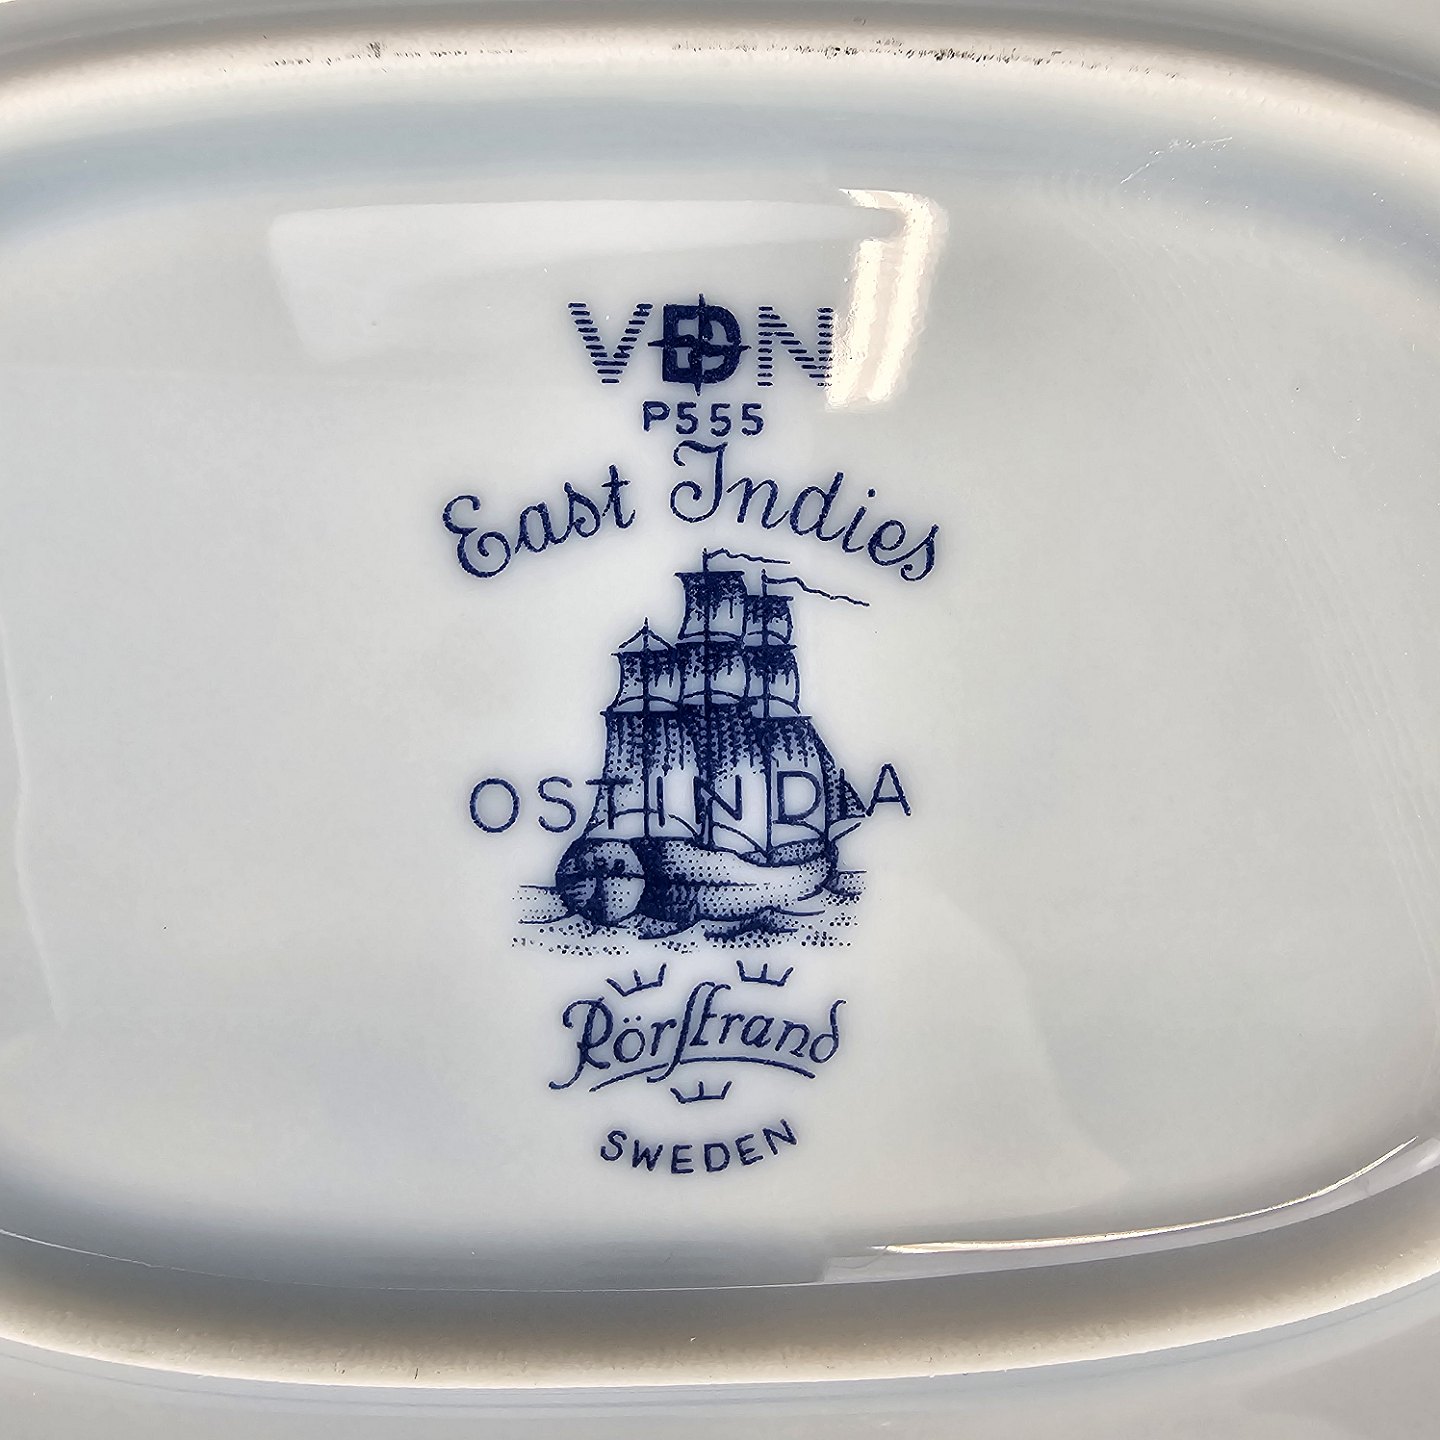 VDN
P555
East Indies
OSTINDIA
Rörstrand
SWEDEN